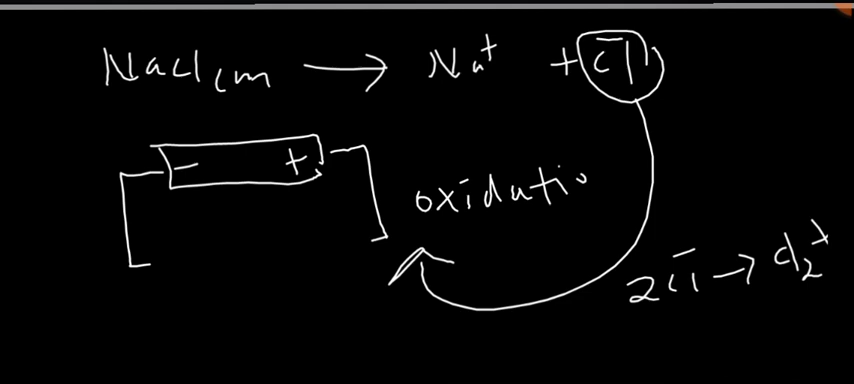 NaCl (m → Na⁺ + Cl⁻
− +
oxidatio
2Cl⁻ → Cl₂ +